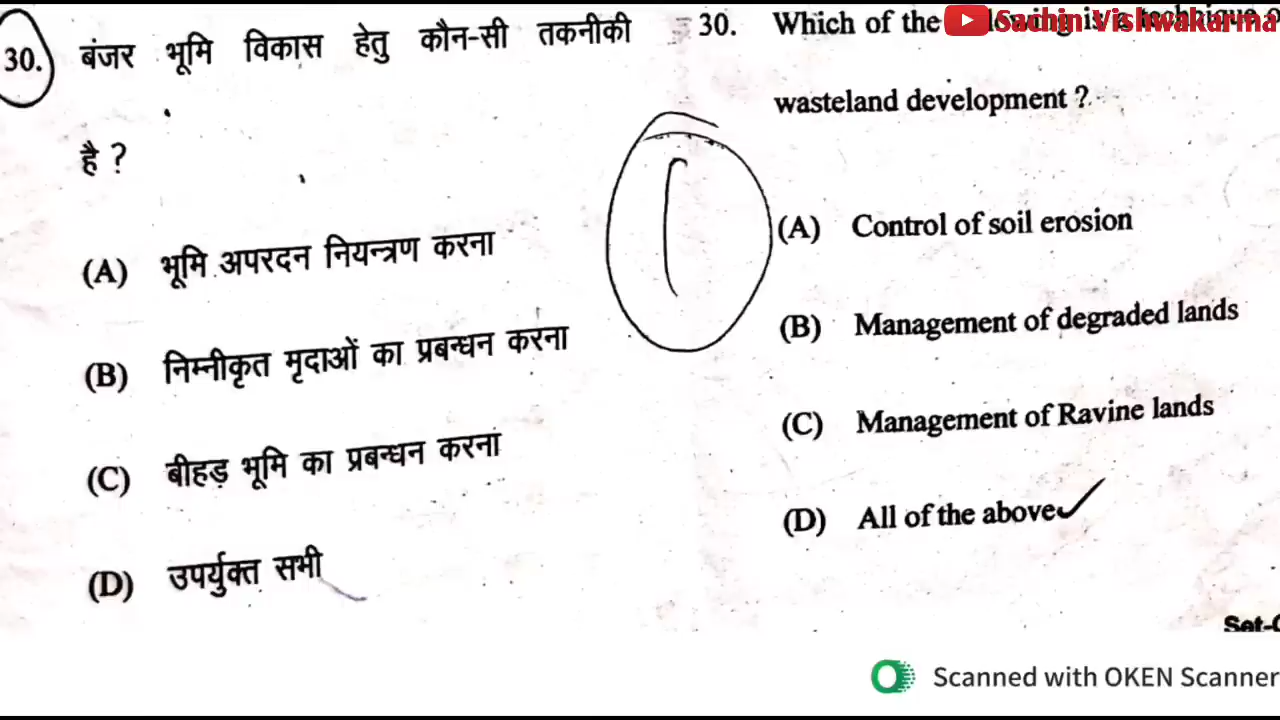 30. बंजर भूमि विकास हेतु कौन-सी तकनीकी
है ?
(A) भूमि अपरदन नियन्त्रण करना
(B) निम्नीकृत मृदाओं का प्रबन्धन करना
(C) बीहड़ भूमि का प्रबन्धन करना
(D) उपर्युक्त सभी
Sachin Vishwakarma
30. Which of the is a technique
wasteland development ?
(A) Control of soil erosion
(B) Management of degraded lands
(C) Management of Ravine lands
(D) All of the above
Scanned with OKEN Scanner